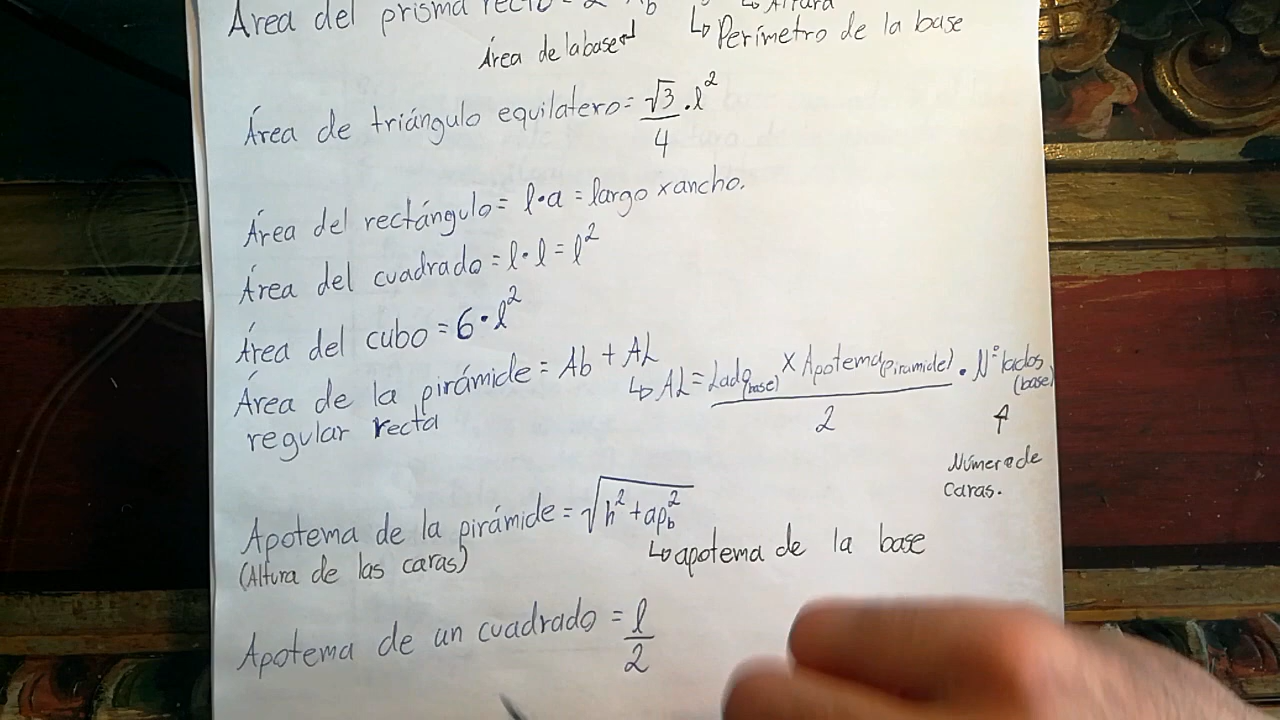 Área del prisma recto = 2 Ab
↳ Altura
Área de la base ↵ ↳ Perímetro de la base
Área de triángulo equilatero = √3/4 · l²
Área del rectángulo = l·a = largo x ancho.
Área del cuadrado = l·l = l²
Área del cubo = 6·l²
Área de la pirámide = Ab + AL
regular recta
↳ AL = Lado(base) x Apotema(piramide) / 2 · N° lados (base)
4
Número de
caras.
Apotema de la pirámide = √h² + apb²
(Altura de las caras)
↳ apotema de la base
Apotema de un cuadrado = l/2